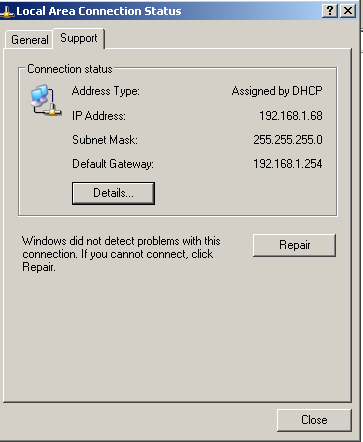 Local Area Connection Status
General
Support
Connection status
Address Type: Assigned by DHCP
IP Address: 192.168.1.68
Subnet Mask: 255.255.255.0
Default Gateway: 192.168.1.254
Details...
Windows did not detect problems with this
connection. If you cannot connect, click
Repair.
Repair
Close